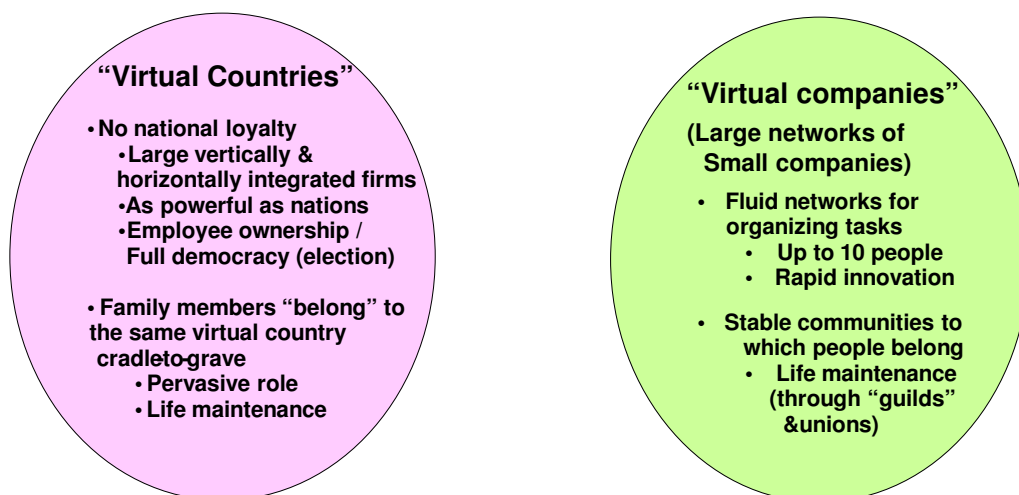 “Virtual Countries”
• No national loyalty
• Large vertically &
horizontally integrated firms
• As powerful as nations
• Employee ownership /
Full democracy (election)
• Family members “belong” to
the same virtual country
cradle-to-grave
• Pervasive role
• Life maintenance
“Virtual companies”
(Large networks of
Small companies)
• Fluid networks for
organizing tasks
• Up to 10 people
• Rapid innovation
• Stable communities to
which people belong
• Life maintenance
(through “guilds”
&unions)